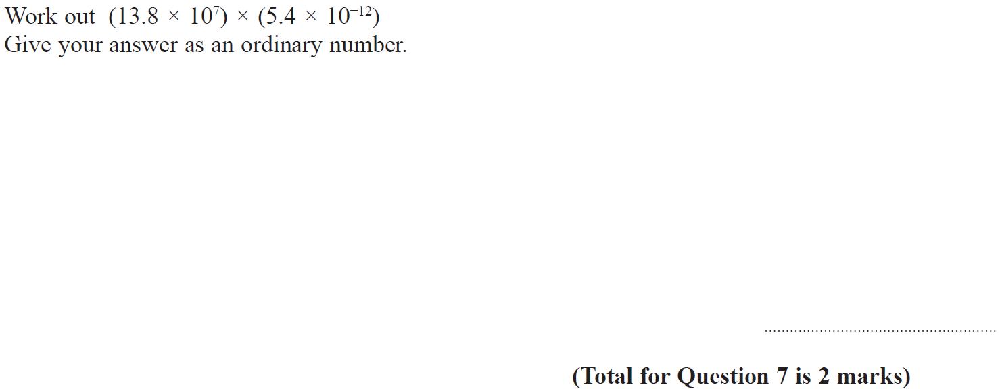 Work out (13.8 × 10⁷) × (5.4 × 10⁻¹²)
Give your answer as an ordinary number.
......................................................
(Total for Question 7 is 2 marks)